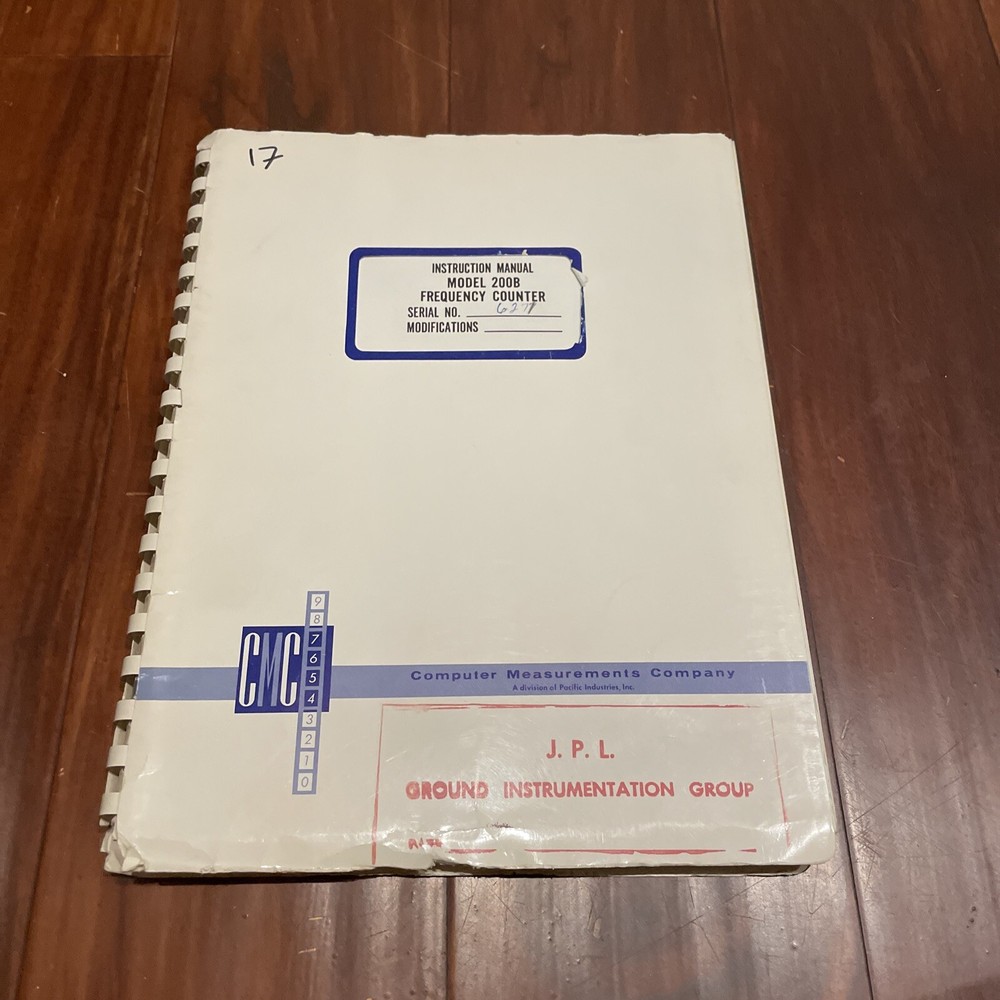 17
INSTRUCTION MANUAL
MODEL 200B
FREQUENCY COUNTER
SERIAL NO.
MODIFICATIONS
9
8
7
6
5
4
3
2
1
0
CMC
Computer Measurements Company
A division of Pacific Industries, Inc.
J. P. L.
GROUND INSTRUMENTATION GROUP